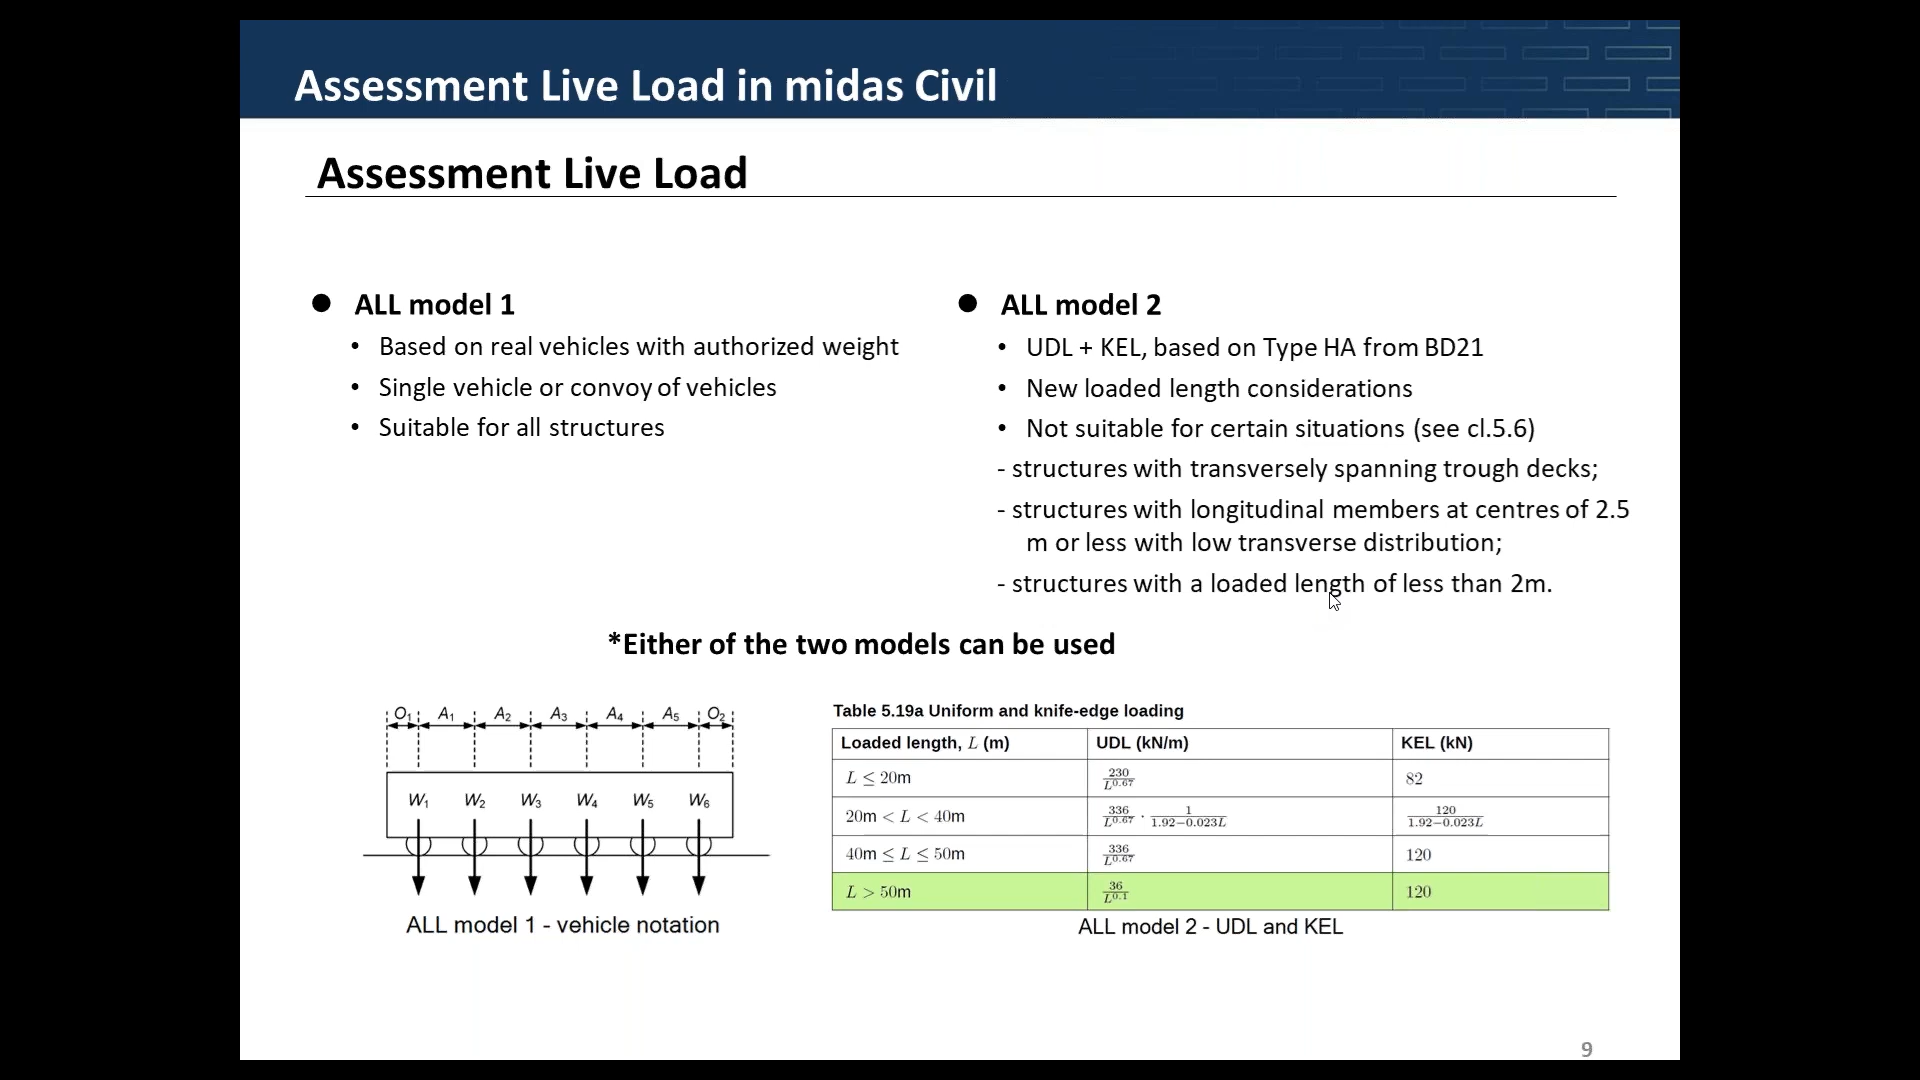 Assessment Live Load in midas Civil
Assessment Live Load
● ALL model 1
• Based on real vehicles with authorized weight
• Single vehicle or convoy of vehicles
• Suitable for all structures
● ALL model 2
• UDL + KEL, based on Type HA from BD21
• New loaded length considerations
• Not suitable for certain situations (see cl.5.6)
- structures with transversely spanning trough decks;
- structures with longitudinal members at centres of 2.5
m or less with low transverse distribution;
- structures with a loaded length of less than 2m.
*Either of the two models can be used
O₁ A₁ A₂ A₃ A₄ A₅ O₂
W₁ W₂ W₃ W₄ W₅ W₆
ALL model 1 - vehicle notation
Table 5.19a Uniform and knife-edge loading
Loaded length, L (m) UDL (kN/m) KEL (kN)
L ≤ 20m 230/L^0.67 82
20m < L < 40m 336/L^0.67 · 1/1.92−0.023L 120/1.92−0.023L
40m ≤ L ≤ 50m 336/L^0.67 120
L > 50m 36/L^0.1 120
ALL model 2 - UDL and KEL
9